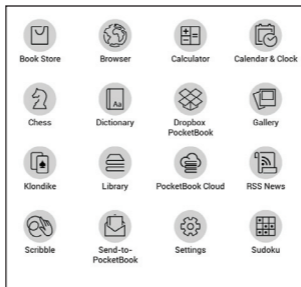 Book Store Browser Calculator Calendar & Clock
Chess Dictionary Dropbox PocketBook Gallery
Klondike Library PocketBook Cloud RSS News
Scribble Send-to-PocketBook Settings Sudoku
Aa